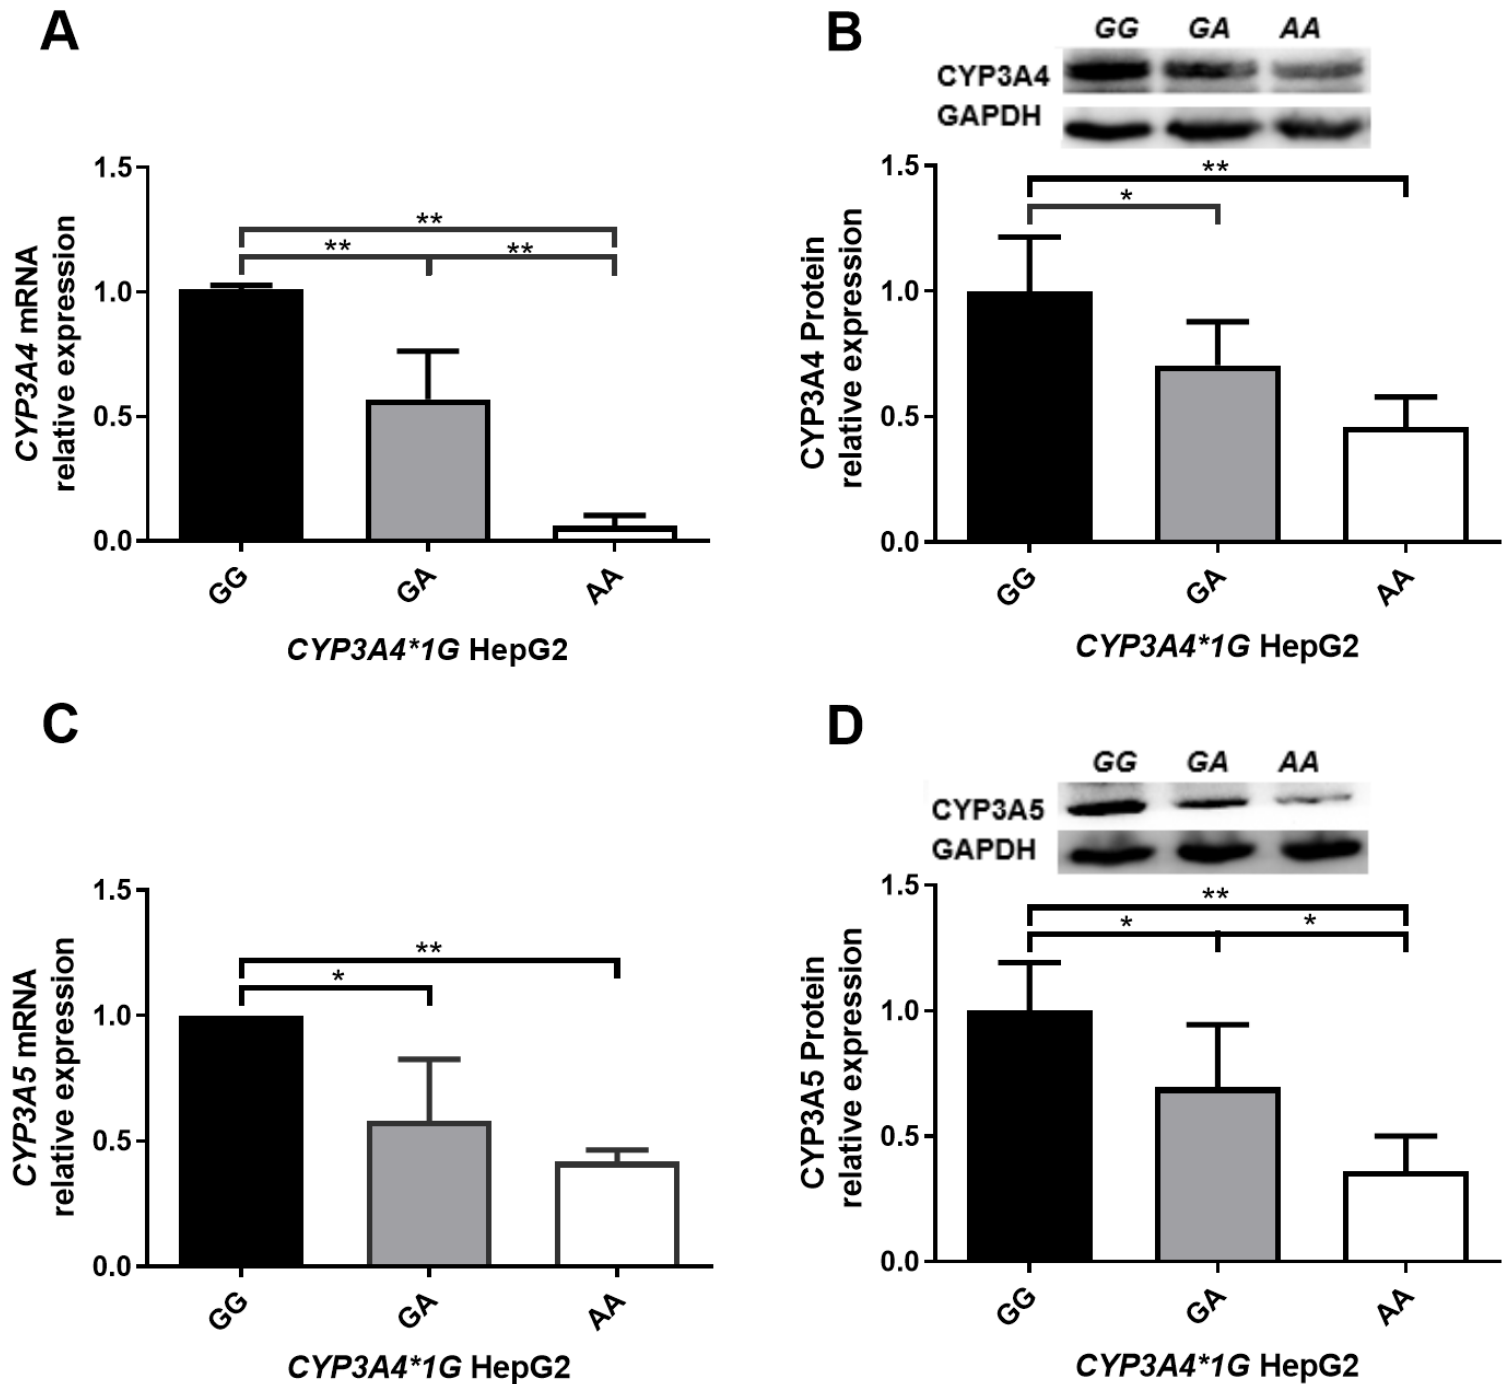 A
1.5
1.0
0.5
0.0
CYP3A4 mRNA
relative expression
**
**
**
GG
GA
AA
CYP3A4*1G HepG2
B
GG GA AA
CYP3A4
GAPDH
1.5
1.0
0.5
0.0
CYP3A4 Protein
relative expression
**
*
GG
GA
AA
CYP3A4*1G HepG2
C
1.5
1.0
0.5
0.0
CYP3A5 mRNA
relative expression
**
*
GG
GA
AA
CYP3A4*1G HepG2
D
GG GA AA
CYP3A5
GAPDH
1.5
1.0
0.5
0.0
CYP3A5 Protein
relative expression
**
*
*
GG
GA
AA
CYP3A4*1G HepG2